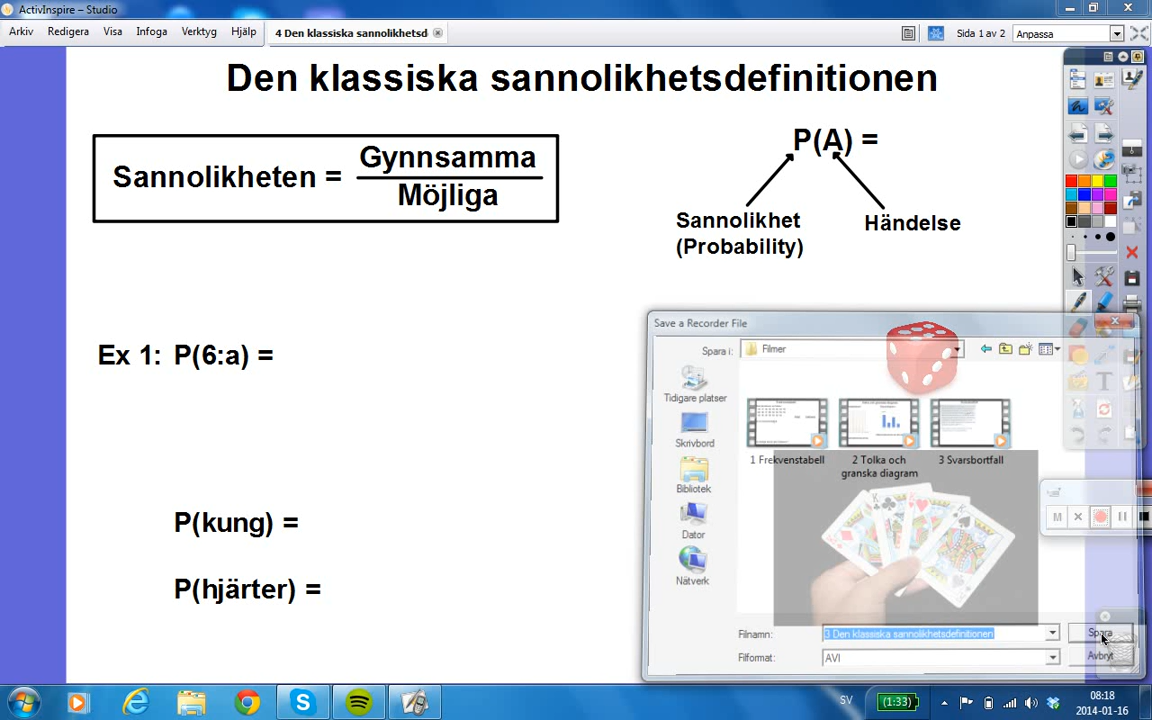 ActivInspire – Studio
Arkiv Redigera Visa Infoga Verktyg Hjälp
4 Den klassiska sannolikhetsd
Sida 1 av 2
Anpassa
Den klassiska sannolikhetsdefinitionen
Sannolikheten = Gynnsamma
Möjliga
P(A) =
Sannolikhet
(Probability)
Händelse
Ex 1: P(6:a) =
P(kung) =
P(hjärter) =
Save a Recorder File
Spara i:
Filmer
Tidigare platser
Skrivbord
Bibliotek
Dator
Nätverk
1 Frekvenstabell
2 Tolka och
granska diagram
3 Svarsbortfall
Filnamn:
3 Den klassiska sannolikhetsdefinitionen
Spara
Filformat:
AVI
Avbryt
M
K K K K
SV
(1:33)
08:18
2014-01-16